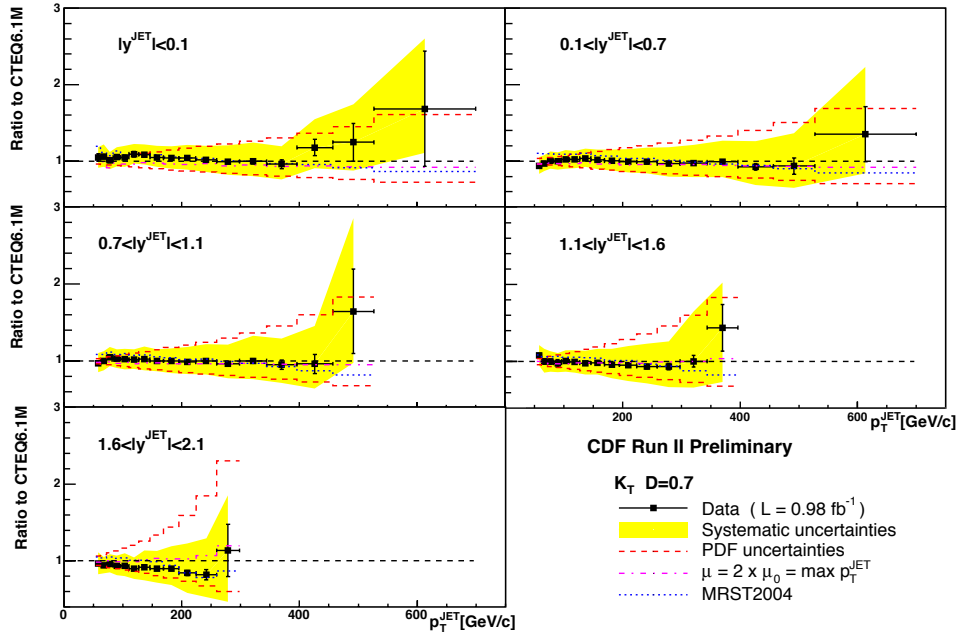 3
2
1
Ratio to CTEQ6.1M
|y^JET|<0.1
0.1<|y^JET|<0.7
3
2
1
Ratio to CTEQ6.1M
0.7<|y^JET|<1.1
1.1<|y^JET|<1.6
200 400 600
p_T^JET[GeV/c]
3
2
1
Ratio to CTEQ6.1M
1.6<|y^JET|<2.1
0 200 400 600
p_T^JET[GeV/c]
CDF Run II Preliminary
K_T D=0.7
Data ( L = 0.98 fb^-1)
Systematic uncertainties
PDF uncertainties
μ = 2 x μ_0 = max p_T^JET
MRST2004